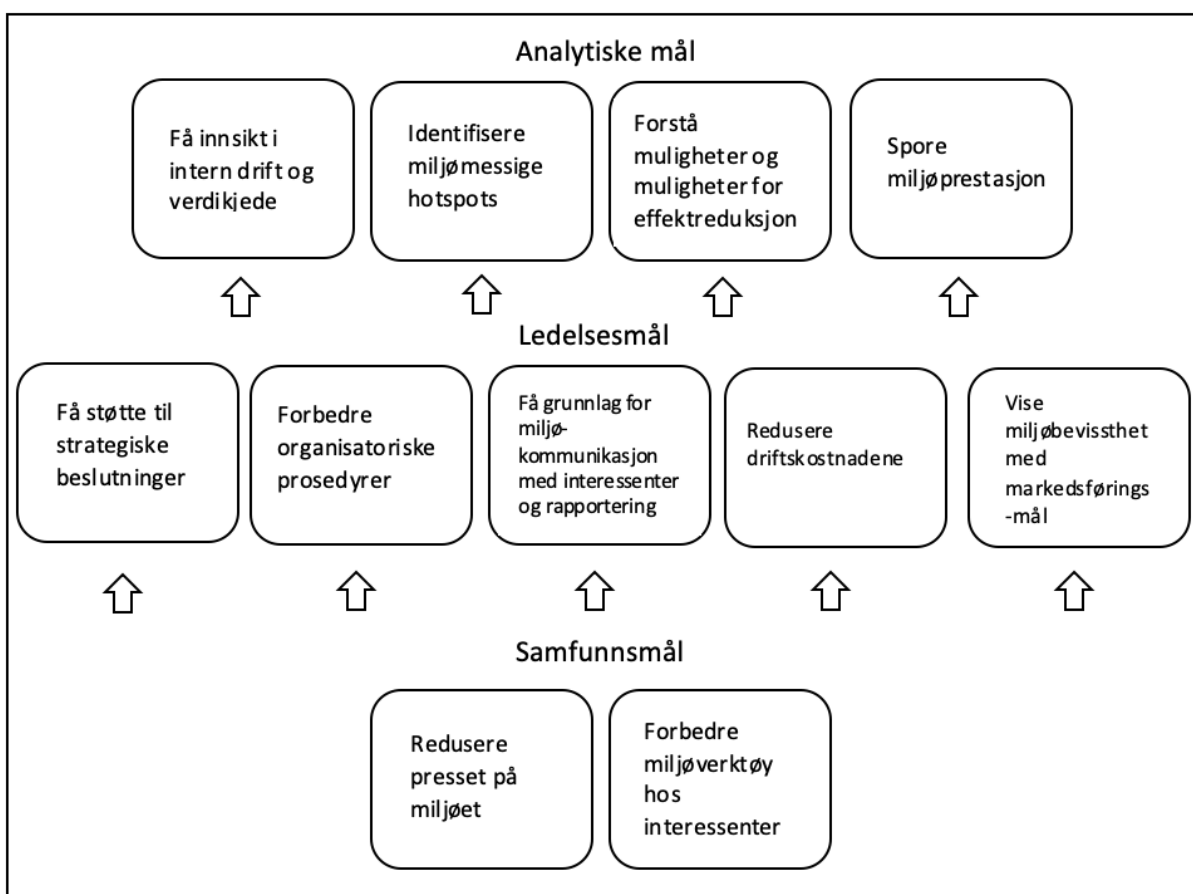 Analytiske mål
Få innsikt i
intern drift og
verdikjede
Identifisere
miljømessige
hotspots
Forstå
muligheter og
muligheter for
effektreduksjon
Spore
miljøprestasjon
Ledelsesmål
Få støtte til
strategiske
beslutninger
Forbedre
organisatoriske
prosedyrer
Få grunnlag for
miljø-
kommunikasjon
med interessenter
og rapportering
Redusere
driftskostnadene
Vise
miljøbevissthet
med
markedsførings
-mål
Samfunnsmål
Redusere
presset på
miljøet
Forbedre
miljøverktøy
hos
interessenter